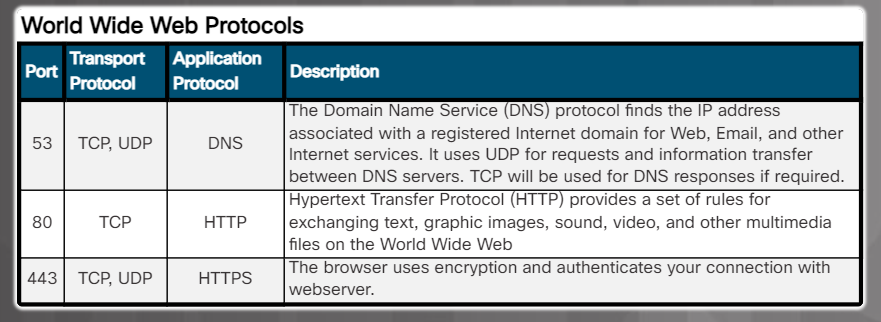 World Wide Web Protocols
Port
Transport
Protocol
Application
Protocol
Description
53
TCP, UDP
DNS
The Domain Name Service (DNS) protocol finds the IP address
associated with a registered Internet domain for Web, Email, and other
Internet services. It uses UDP for requests and information transfer
between DNS servers. TCP will be used for DNS responses if required.
80
TCP
HTTP
Hypertext Transfer Protocol (HTTP) provides a set of rules for
exchanging text, graphic images, sound, video, and other multimedia
files on the World Wide Web
443
TCP, UDP
HTTPS
The browser uses encryption and authenticates your connection with
webserver.